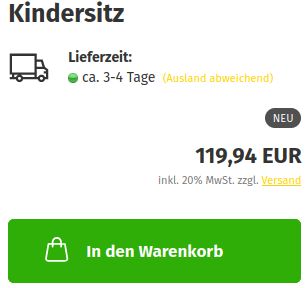 Kindersitz
Lieferzeit:
ca. 3-4 Tage (Ausland abweichend)
NEU
119,94 EUR
inkl. 20% MwSt. zzgl. Versand
In den Warenkorb